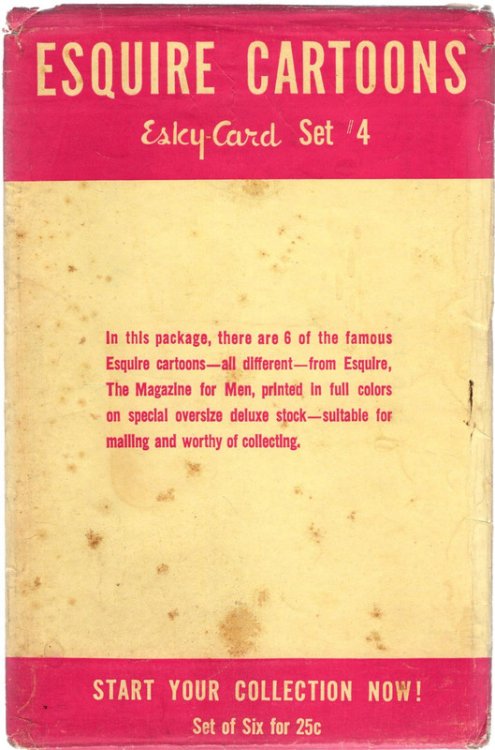 ESQUIRE CARTOONS
Esky-Card Set #4
In this package, there are 6 of the famous
Esquire cartoons—all different—from Esquire,
The Magazine for Men, printed in full colors
on special oversize deluxe stock—suitable for
mailing and worthy of collecting.
START YOUR COLLECTION NOW!
Set of Six for 25c